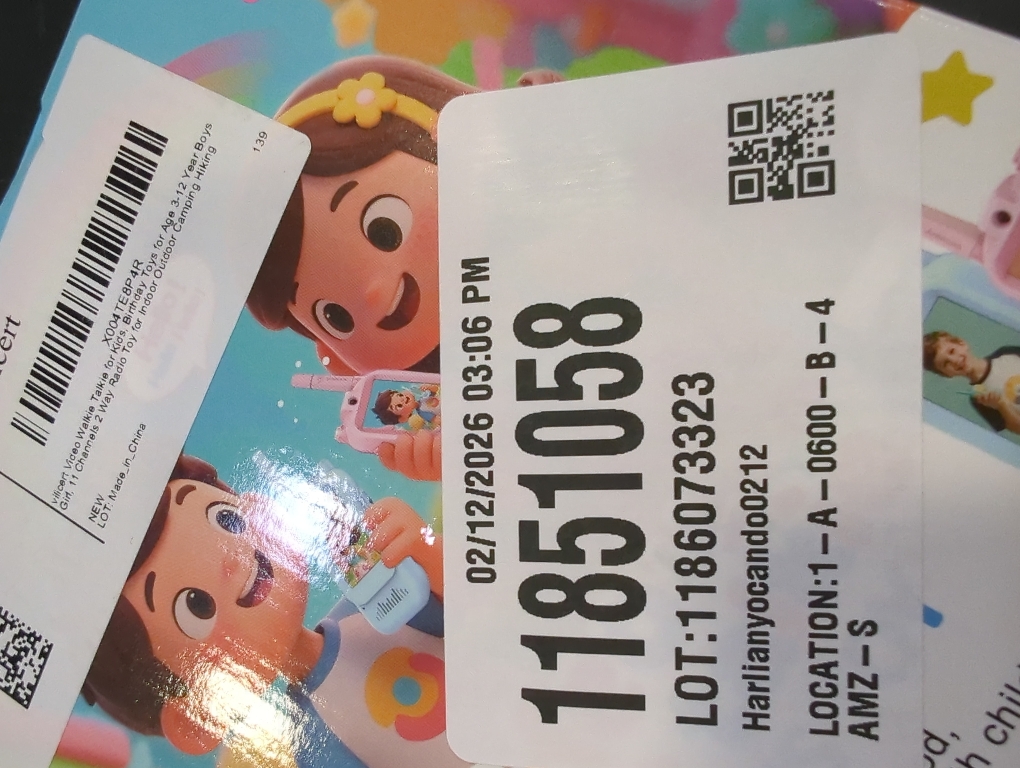 139
X004TE8P4R
vilicert Video Walkie Talkie for Kids, Birthday Toys for Age 3-12 Year Boys
Girl, 11 Channels 2 Way Radio Toy for Indoor Outdoor Camping Hiking
NEW
LOT: Made_in_China
02/12/2026 03:06 PM
11851058
LOT:1186073323
Harlianyocando0212
LOCATION:1-A-0600-B-4
AMZ-S